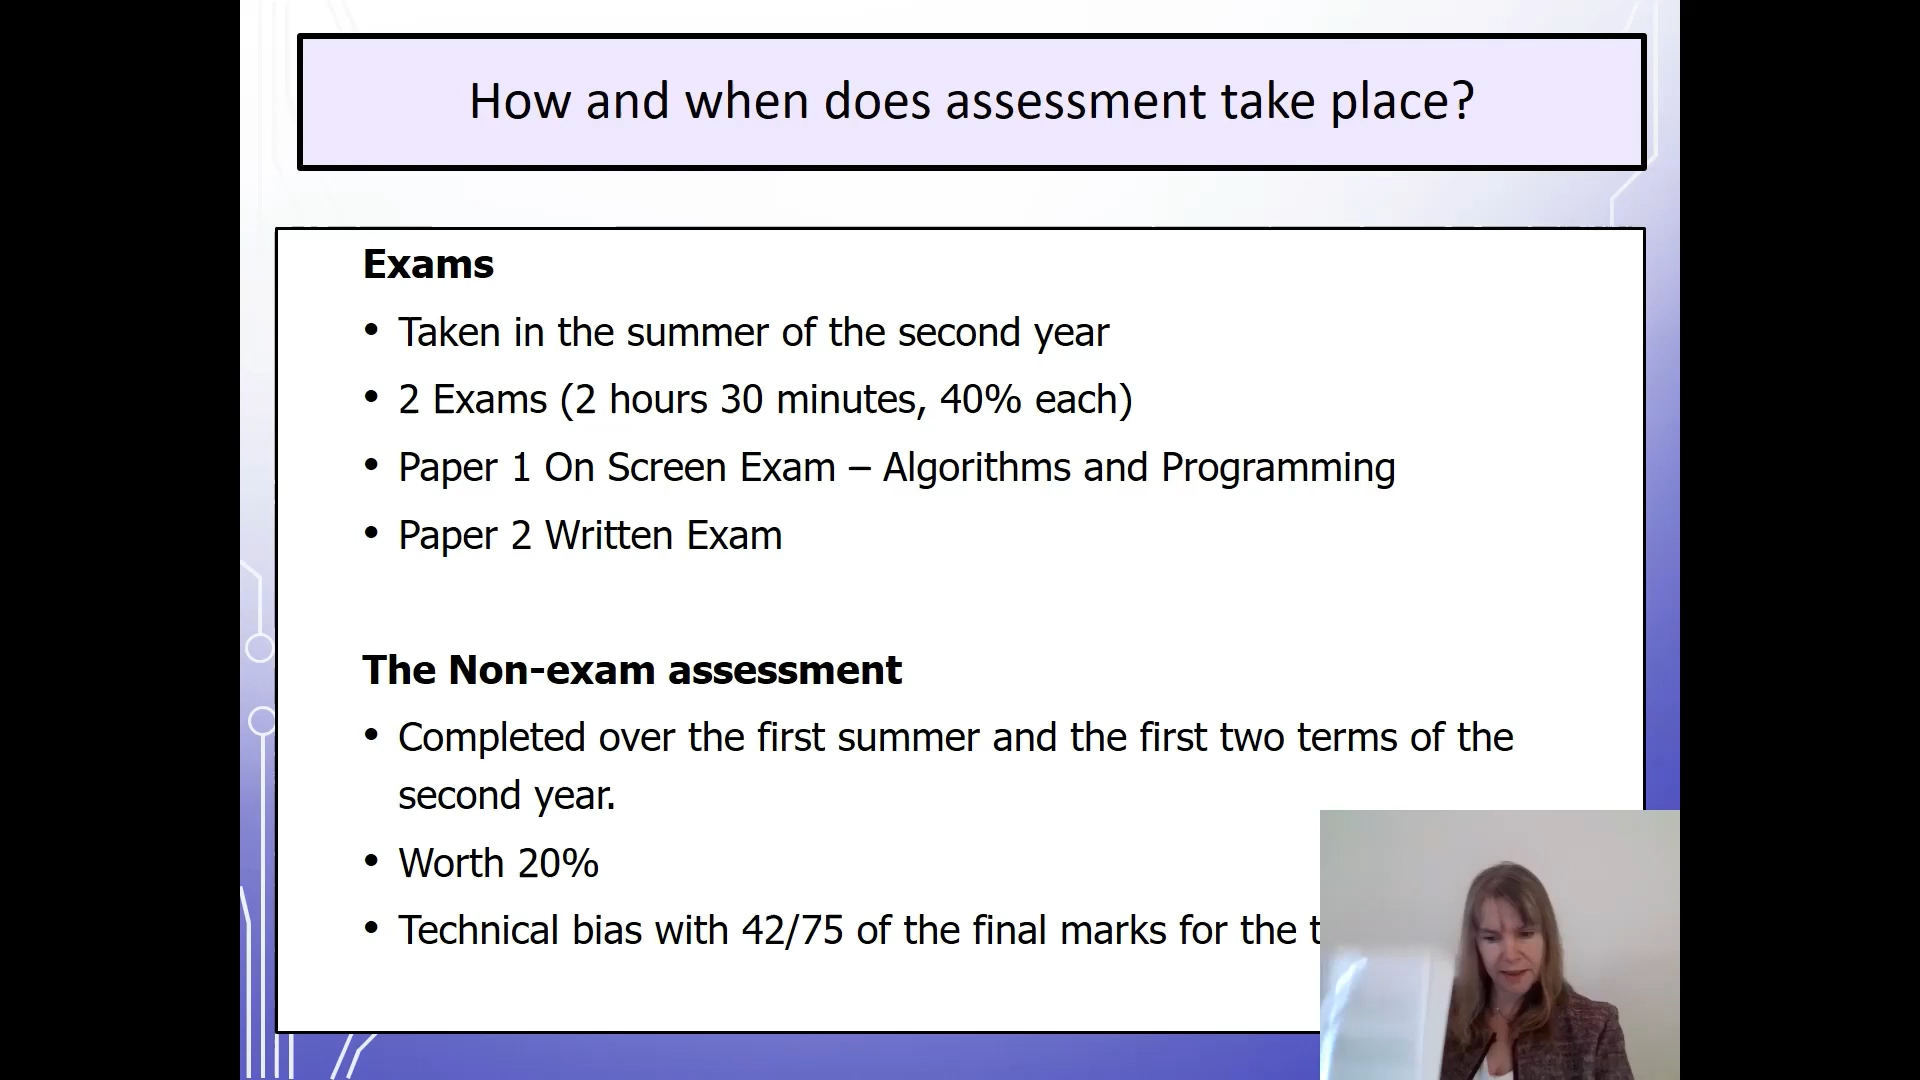 How and when does assessment take place?
Exams
• Taken in the summer of the second year
• 2 Exams (2 hours 30 minutes, 40% each)
• Paper 1 On Screen Exam – Algorithms and Programming
• Paper 2 Written Exam
The Non-exam assessment
• Completed over the first summer and the first two terms of the
second year.
• Worth 20%
• Technical bias with 42/75 of the final marks for the